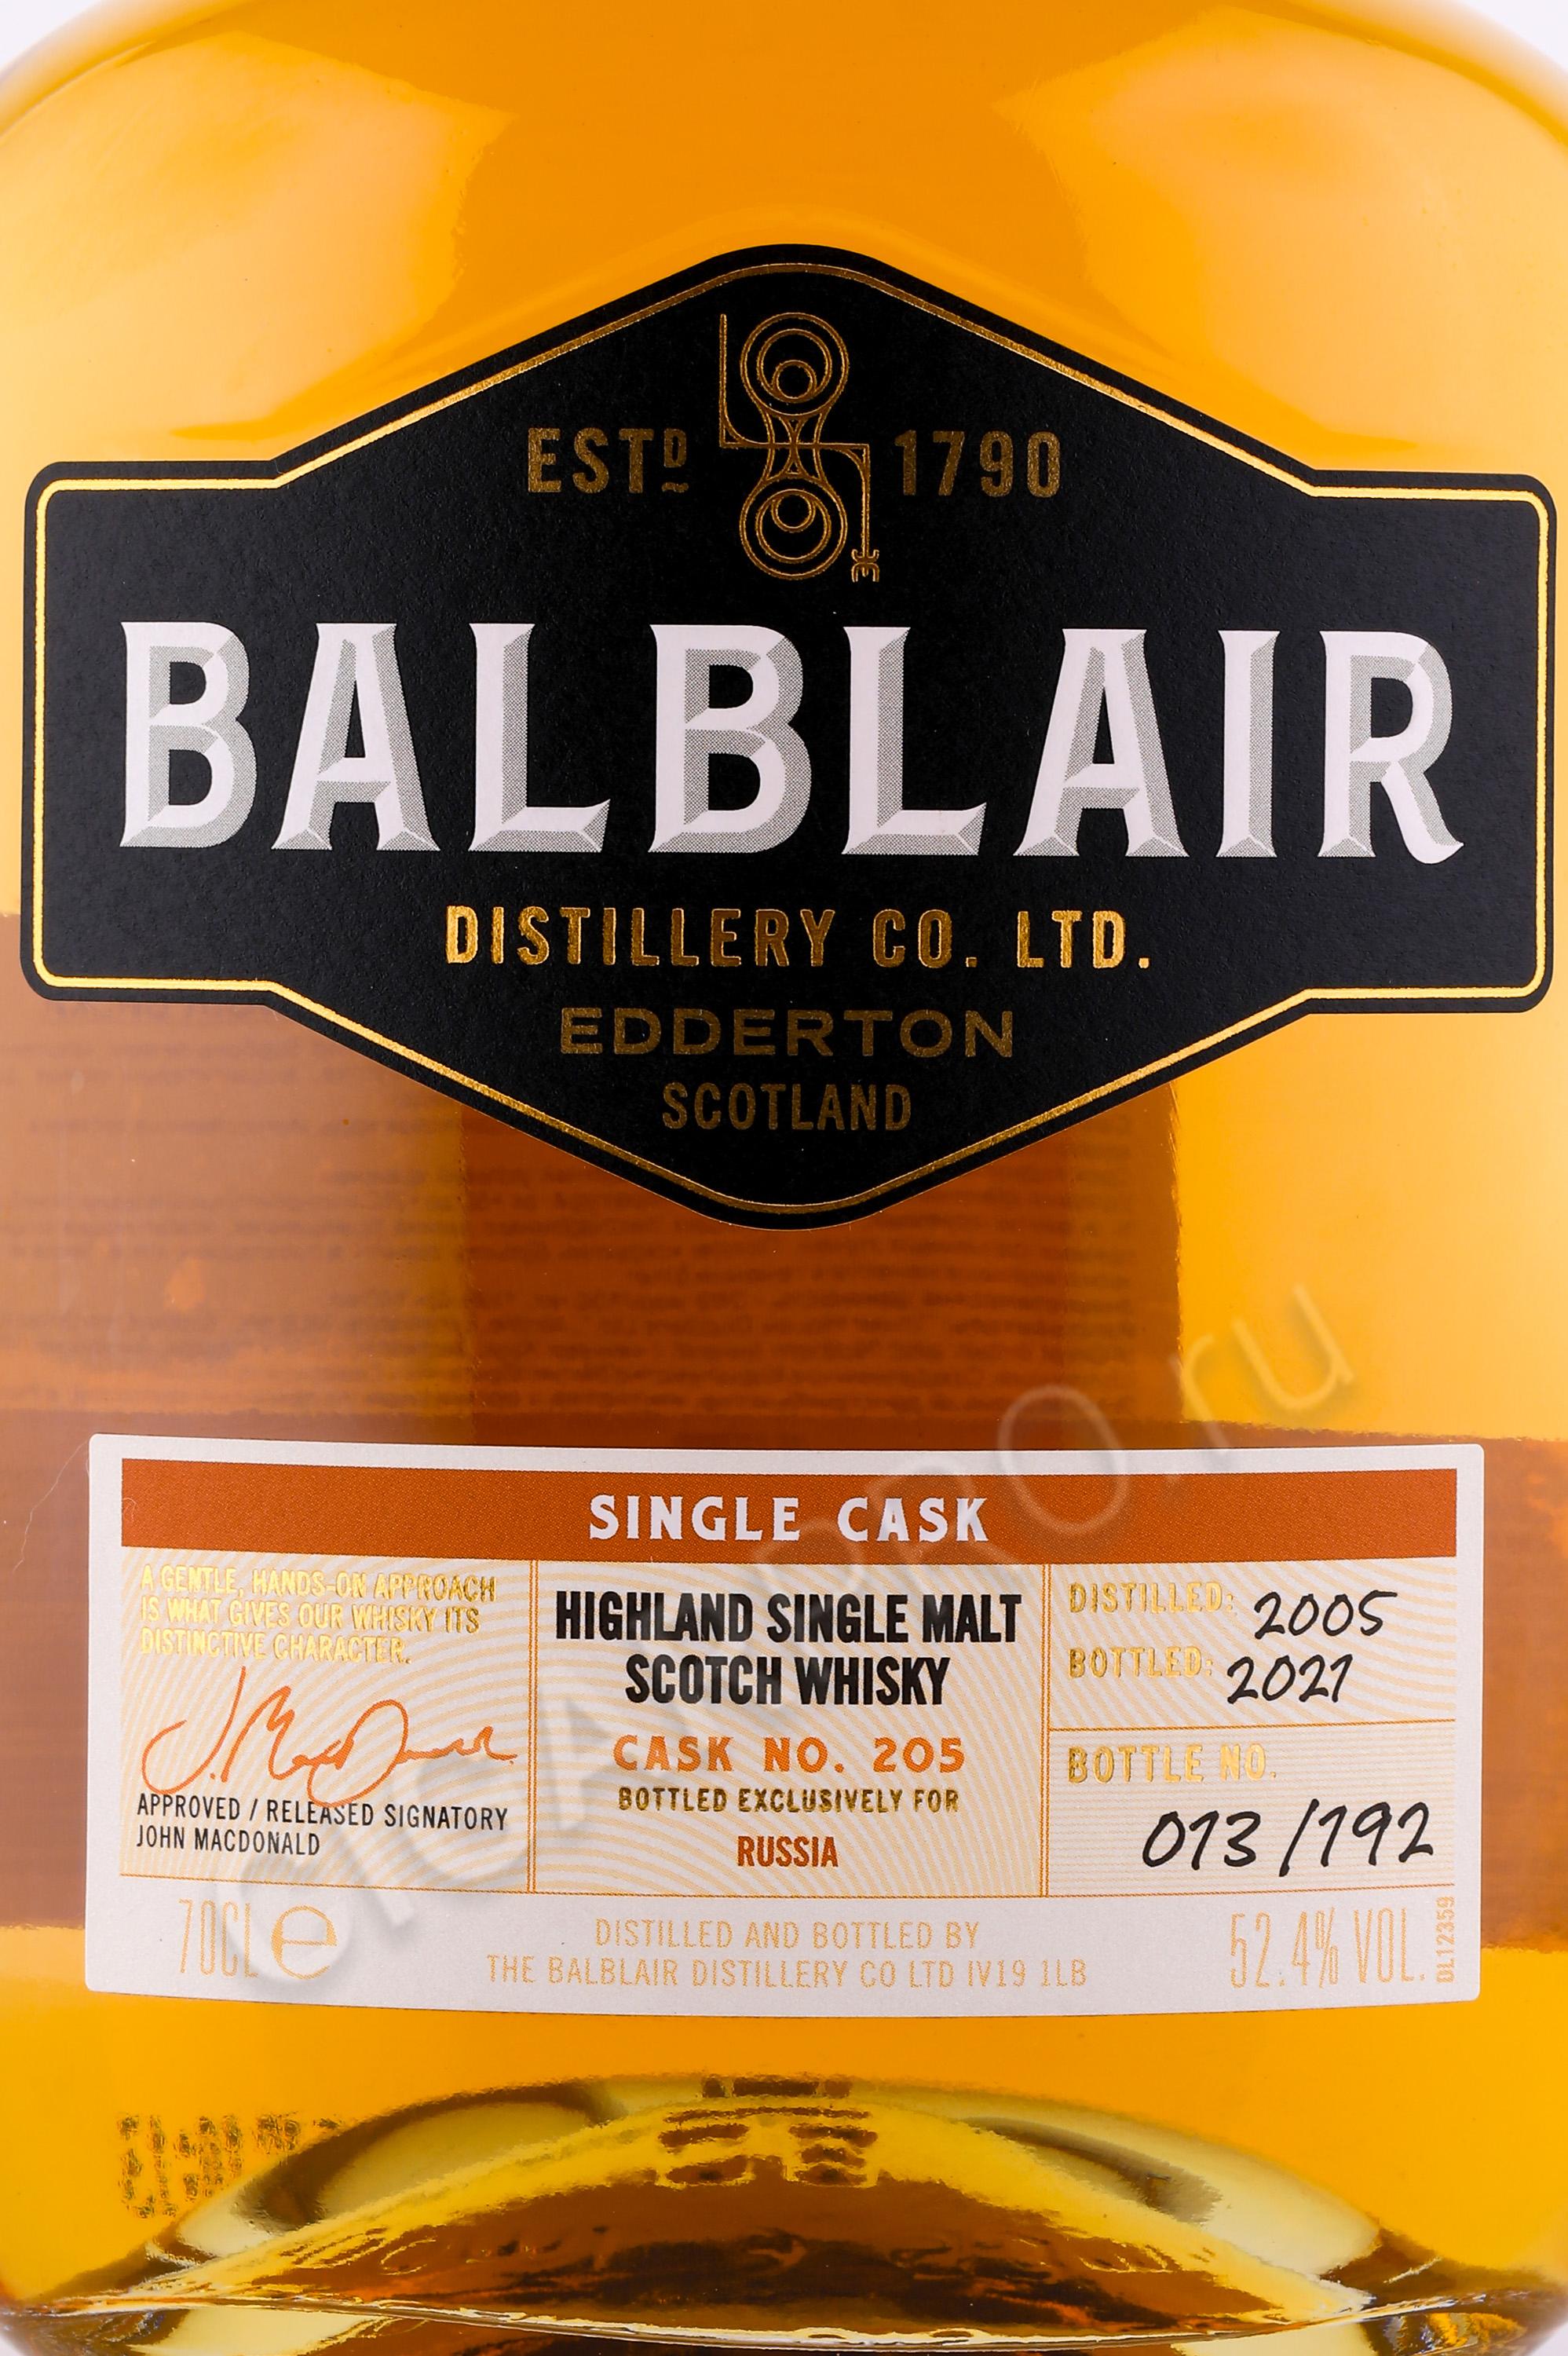 ESTD 1790
BALBLAIR
DISTILLERY CO. LTD.
EDDERTON
SCOTLAND
SINGLE CASK
A GENTLE, HANDS-ON APPROACH
IS WHAT GIVES OUR WHISKY ITS
DISTINCTIVE CHARACTER.
J. MacDonald
APPROVED / RELEASED SIGNATORY
JOHN MACDONALD
HIGHLAND SINGLE MALT
SCOTCH WHISKY
CASK NO. 205
BOTTLED EXCLUSIVELY FOR
RUSSIA
DISTILLED: 2005
BOTTLED: 2021
BOTTLE NO.
013/192
70CL e
DISTILLED AND BOTTLED BY
THE BALBLAIR DISTILLERY CO LTD IV19 1LB
52.4% VOL.
DL12359
CIGARPRO.ru